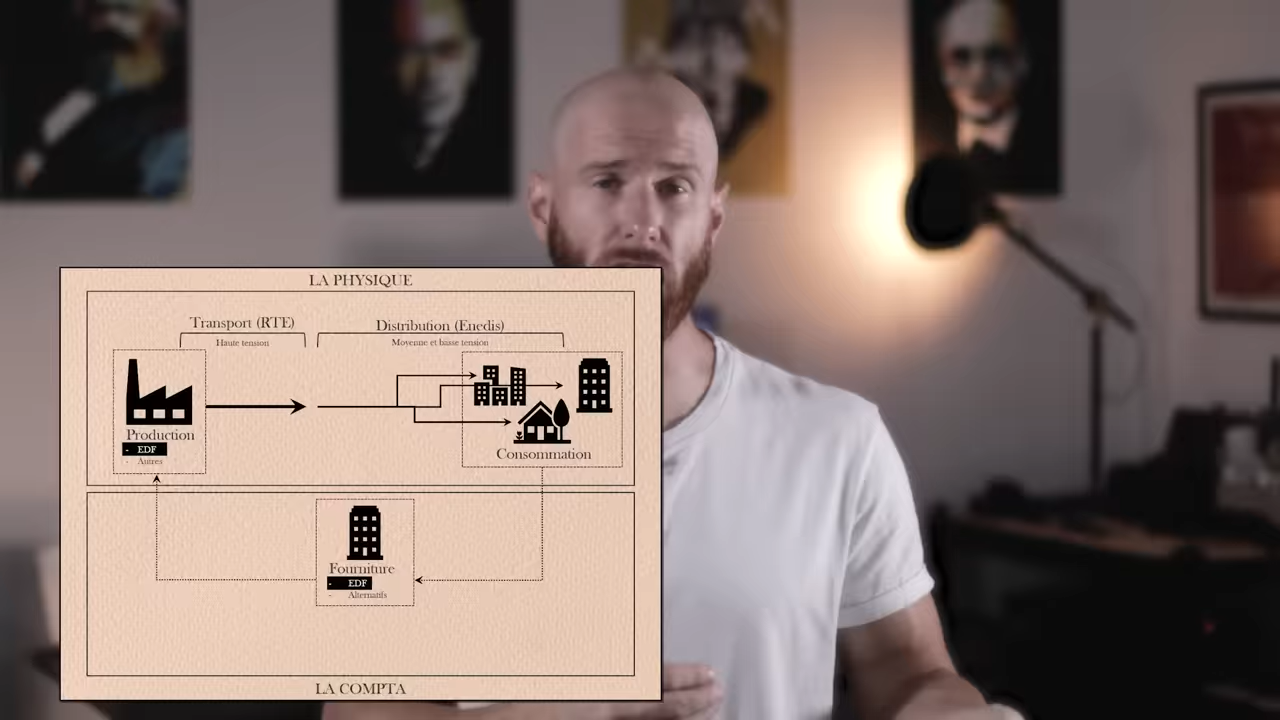 LA PHYSIQUE
Transport (RTE)
Haute tension
Distribution (Enedis)
Moyenne et basse tension
Production
- EDF
- Autres
Consommation
Fourniture
- EDF
- Alternatifs
LA COMPTA